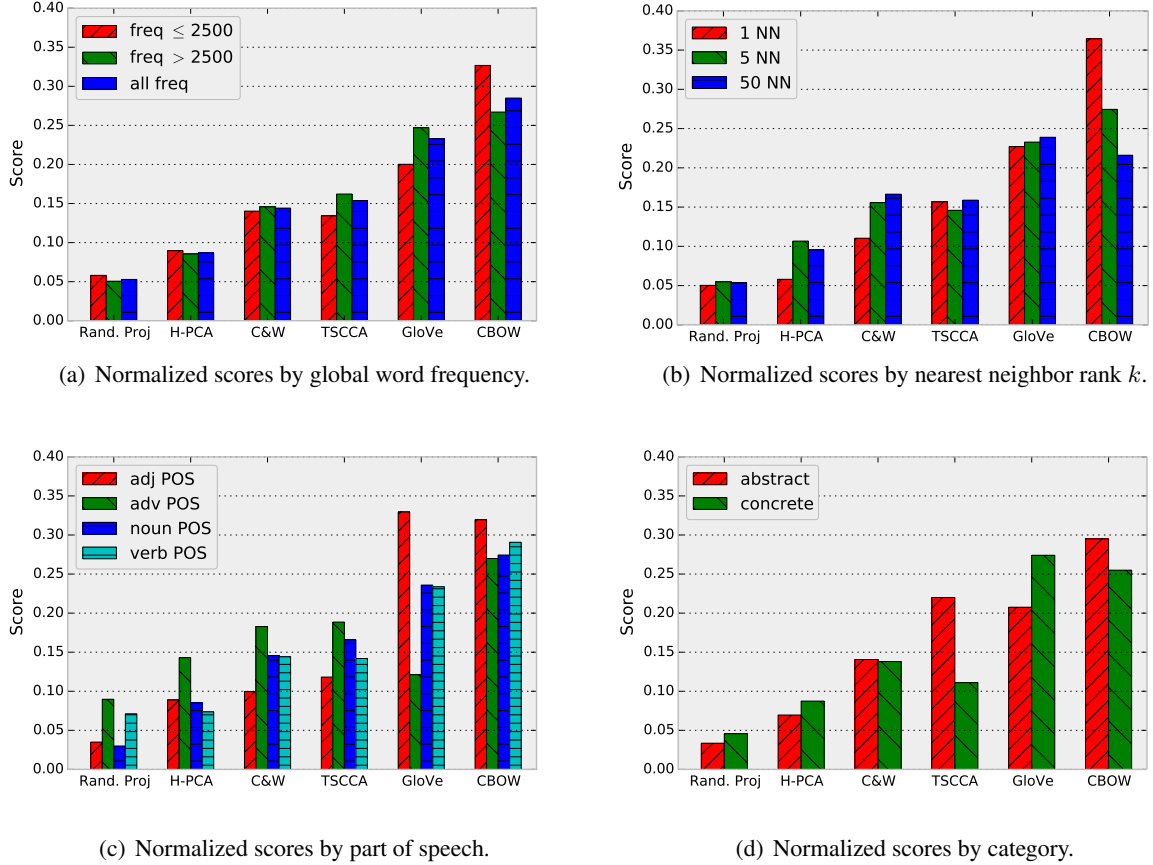 0.40
0.35
0.30
0.25
0.20
0.15
0.10
0.05
0.00
Score
freq ≤ 2500
freq > 2500
all freq
Rand. Proj H-PCA C&W TSCCA GloVe CBOW
(a) Normalized scores by global word frequency.
0.40
0.35
0.30
0.25
0.20
0.15
0.10
0.05
0.00
Score
1 NN
5 NN
50 NN
Rand. Proj H-PCA C&W TSCCA GloVe CBOW
(b) Normalized scores by nearest neighbor rank k.
0.40
0.35
0.30
0.25
0.20
0.15
0.10
0.05
0.00
Score
adj POS
adv POS
noun POS
verb POS
Rand. Proj H-PCA C&W TSCCA GloVe CBOW
(c) Normalized scores by part of speech.
0.40
0.35
0.30
0.25
0.20
0.15
0.10
0.05
0.00
Score
abstract
concrete
Rand. Proj H-PCA C&W TSCCA GloVe CBOW
(d) Normalized scores by category.